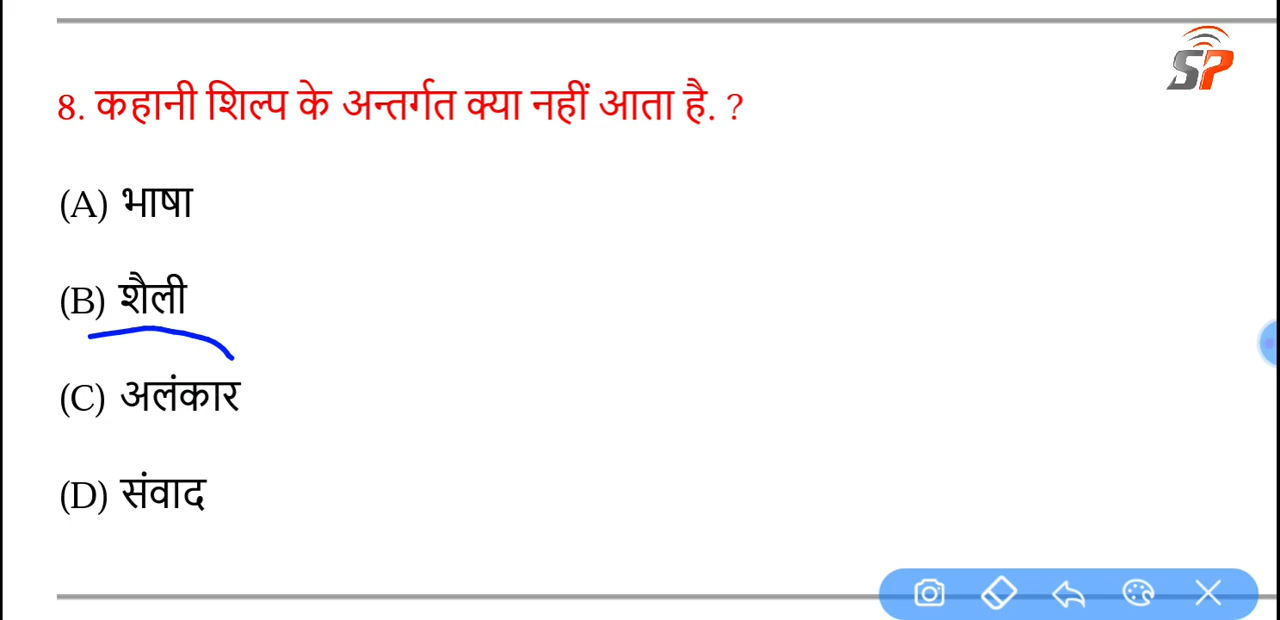 SP
8. कहानी शिल्प के अन्तर्गत क्या नहीं आता है. ?
(A) भाषा
(B) शैली
(C) अलंकार
(D) संवाद